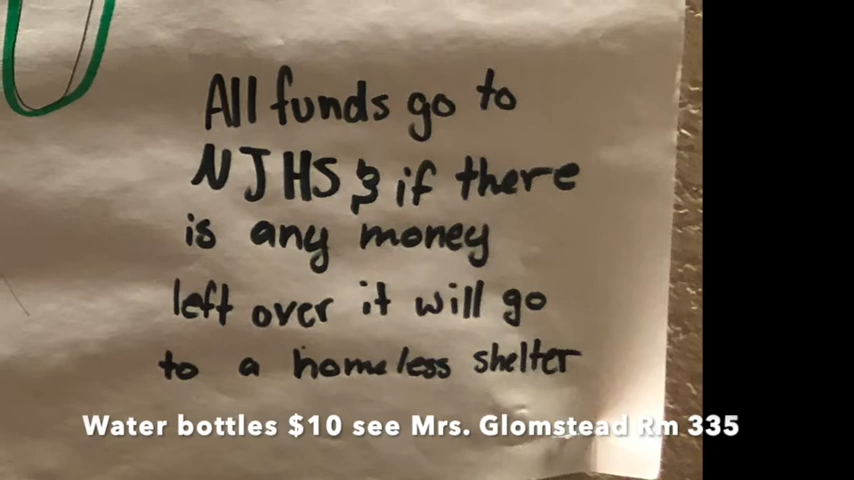 All funds go to
NJHS & if there
is any money
left over it will go
to a homeless shelter
Water bottles $10 see Mrs. Glomstead Rm 335